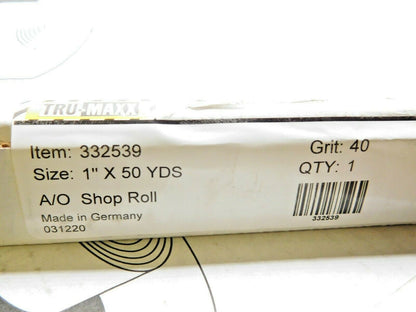 TRU-MAXX
Item: 332539 Grit: 40
Size: 1" X 50 YDS QTY: 1
A/O Shop Roll
Made in Germany
031220
332539